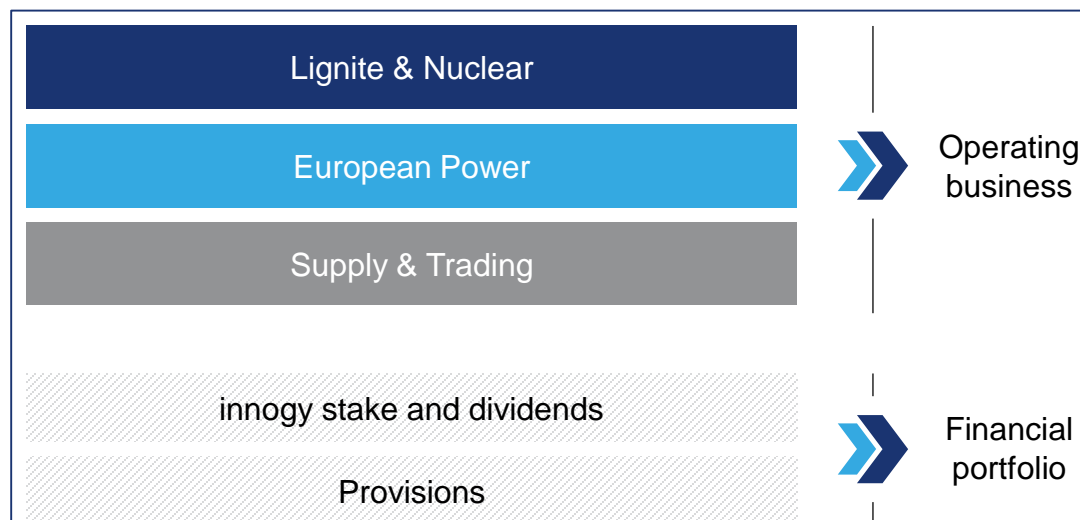 Lignite & Nuclear
European Power
Supply & Trading
Operating
business
innogy stake and dividends
Provisions
Financial
portfolio